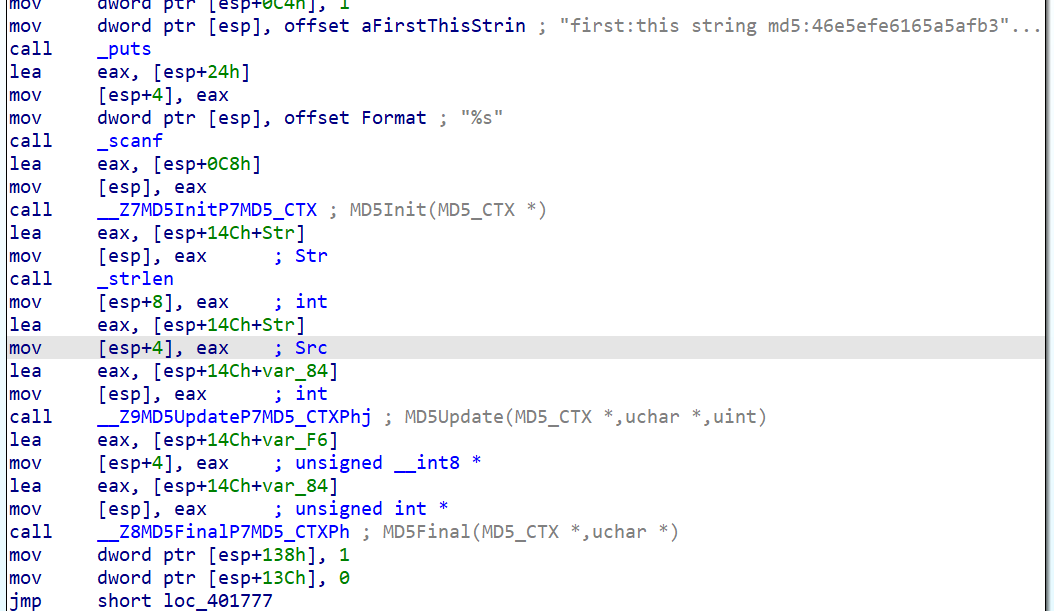 mov dword ptr [esp+0C4h], 1
mov dword ptr [esp], offset aFirstThisStrin ; "first:this string md5:46e5efe6165a5afb3"...
call _puts
lea eax, [esp+24h]
mov [esp+4], eax
mov dword ptr [esp], offset Format ; "%s"
call _scanf
lea eax, [esp+0C8h]
mov [esp], eax
call __Z7MD5InitP7MD5_CTX ; MD5Init(MD5_CTX *)
lea eax, [esp+14Ch+Str]
mov [esp], eax ; Str
call _strlen
mov [esp+8], eax ; int
lea eax, [esp+14Ch+Str]
mov [esp+4], eax ; Src
lea eax, [esp+14Ch+var_84]
mov [esp], eax ; int
call __Z9MD5UpdateP7MD5_CTXPhj ; MD5Update(MD5_CTX *,uchar *,uint)
lea eax, [esp+14Ch+var_F6]
mov [esp+4], eax ; unsigned __int8 *
lea eax, [esp+14Ch+var_84]
mov [esp], eax ; unsigned int *
call __Z8MD5FinalP7MD5_CTXPh ; MD5Final(MD5_CTX *,uchar *)
mov dword ptr [esp+138h], 1
mov dword ptr [esp+13Ch], 0
jmp short loc_401777